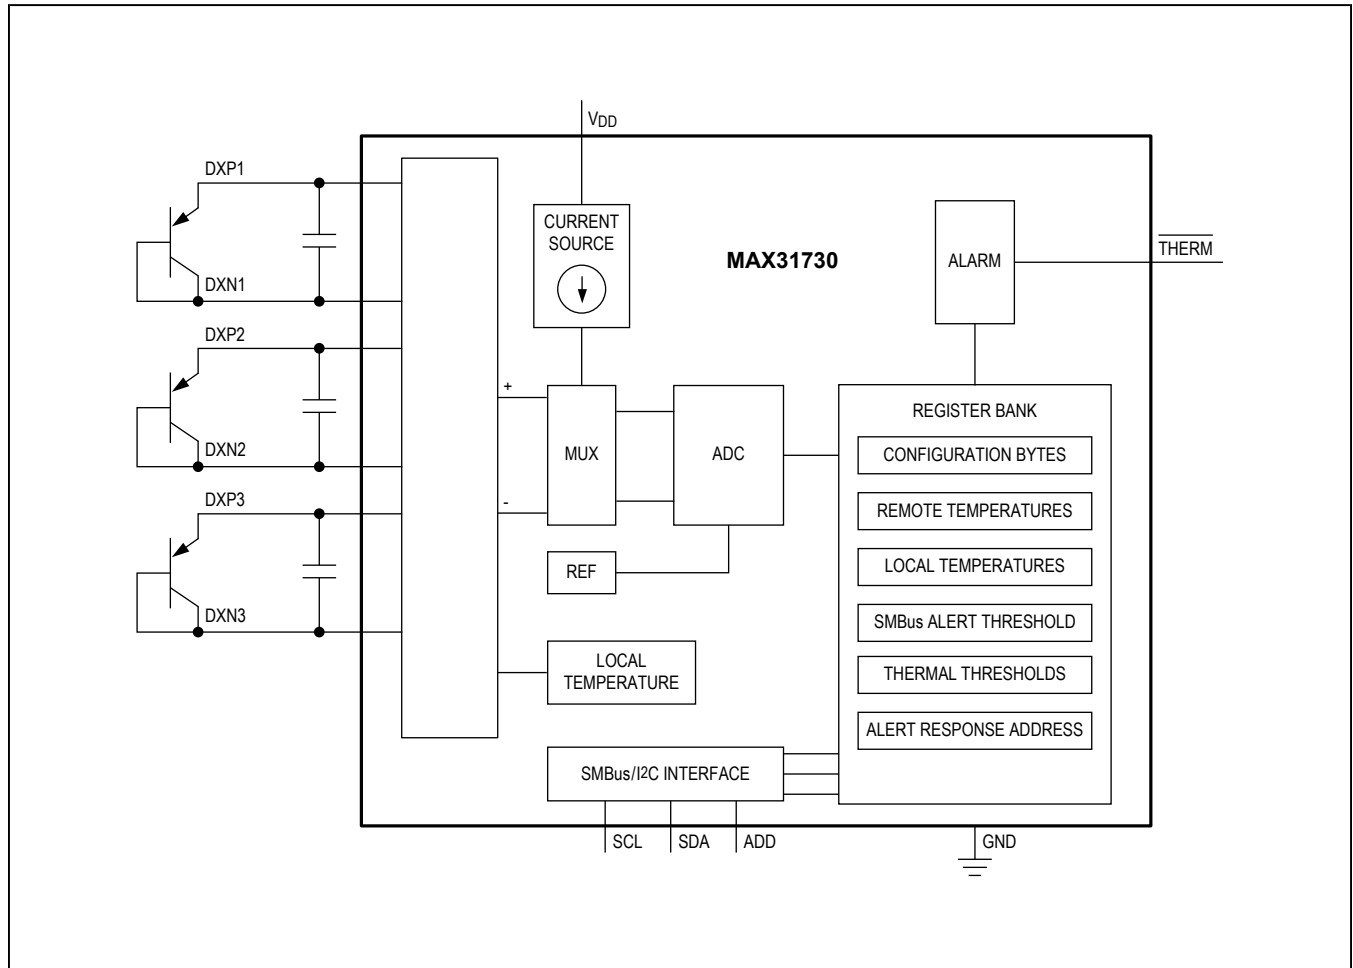 VDD
DXP1
DXN1
DXP2
DXN2
DXP3
DXN3
CURRENT
SOURCE
MAX31730
ALARM
THERM
+
-
MUX
ADC
REF
LOCAL
TEMPERATURE
REGISTER BANK
CONFIGURATION BYTES
REMOTE TEMPERATURES
LOCAL TEMPERATURES
SMBus ALERT THRESHOLD
THERMAL THRESHOLDS
ALERT RESPONSE ADDRESS
SMBus/I2C INTERFACE
SCL
SDA
ADD
GND